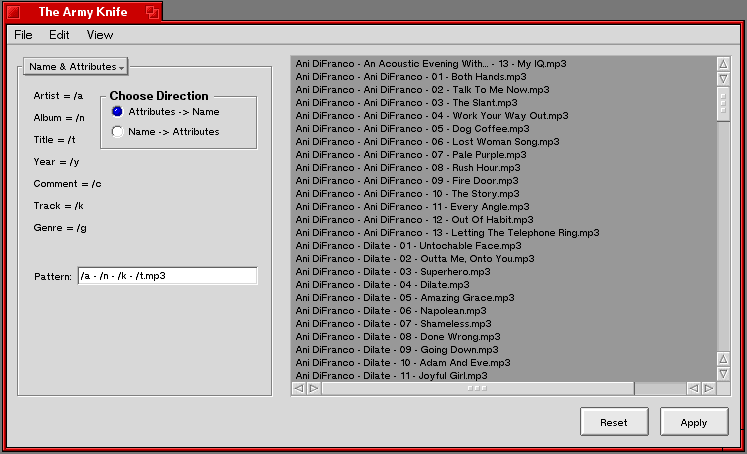 The Army Knife
File Edit View
Name & Attributes
Artist = /a
Album = /n
Title = /t
Year = /y
Comment = /c
Track = /k
Genre = /g
Choose Direction
Attributes -> Name
Name -> Attributes
Pattern: /a - /n - /k - /t.mp3
Ani DiFranco - An Acoustic Evening With... - 13 - My IQ.mp3
Ani DiFranco - Ani DiFranco - 01 - Both Hands.mp3
Ani DiFranco - Ani DiFranco - 02 - Talk To Me Now.mp3
Ani DiFranco - Ani DiFranco - 03 - The Slant.mp3
Ani DiFranco - Ani DiFranco - 04 - Work Your Way Out.mp3
Ani DiFranco - Ani DiFranco - 05 - Dog Coffee.mp3
Ani DiFranco - Ani DiFranco - 06 - Lost Woman Song.mp3
Ani DiFranco - Ani DiFranco - 07 - Pale Purple.mp3
Ani DiFranco - Ani DiFranco - 08 - Rush Hour.mp3
Ani DiFranco - Ani DiFranco - 09 - Fire Door.mp3
Ani DiFranco - Ani DiFranco - 10 - The Story.mp3
Ani DiFranco - Ani DiFranco - 11 - Every Angle.mp3
Ani DiFranco - Ani DiFranco - 12 - Out Of Habit.mp3
Ani DiFranco - Ani DiFranco - 13 - Letting The Telephone Ring.mp3
Ani DiFranco - Dilate - 01 - Untochable Face.mp3
Ani DiFranco - Dilate - 02 - Outta Me, Onto You.mp3
Ani DiFranco - Dilate - 03 - Superhero.mp3
Ani DiFranco - Dilate - 04 - Dilate.mp3
Ani DiFranco - Dilate - 05 - Amazing Grace.mp3
Ani DiFranco - Dilate - 06 - Napolean.mp3
Ani DiFranco - Dilate - 07 - Shameless.mp3
Ani DiFranco - Dilate - 08 - Done Wrong.mp3
Ani DiFranco - Dilate - 09 - Going Down.mp3
Ani DiFranco - Dilate - 10 - Adam And Eve.mp3
Ani DiFranco - Dilate - 11 - Joyful Girl.mp3
Reset Apply